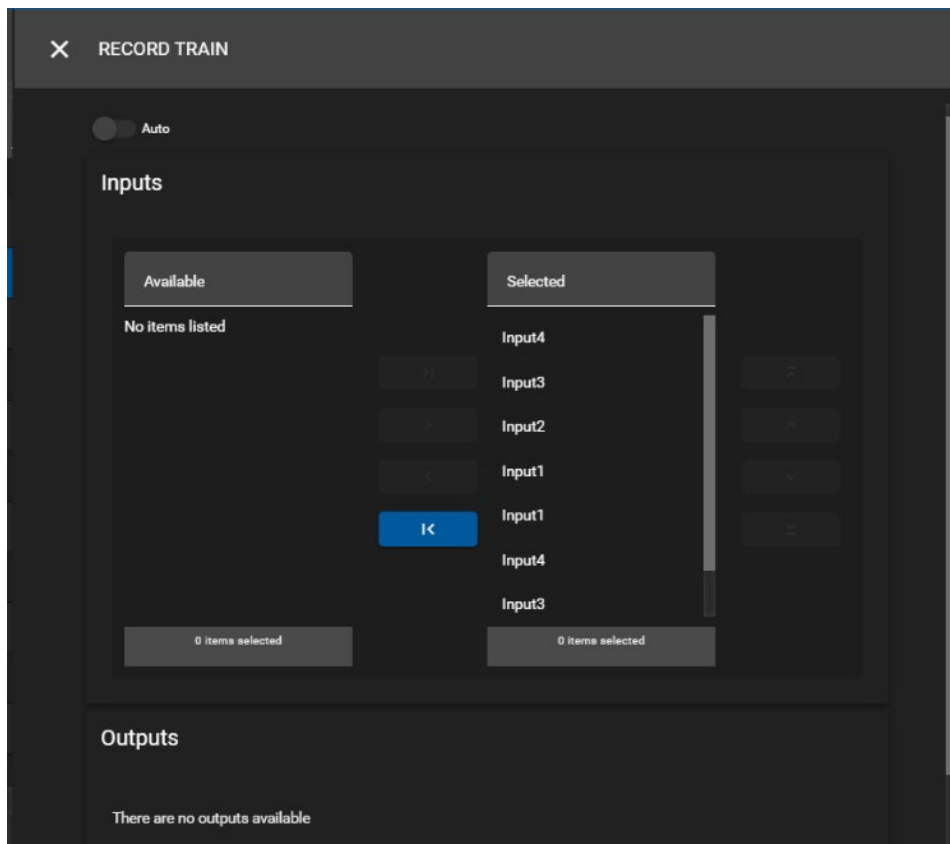 RECORD TRAIN
Auto
Inputs
Available
Selected
No items listed
Input4
Input3
Input2
Input1
Input1
Input4
Input3
0 items selected
0 items selected
Outputs
There are no outputs available